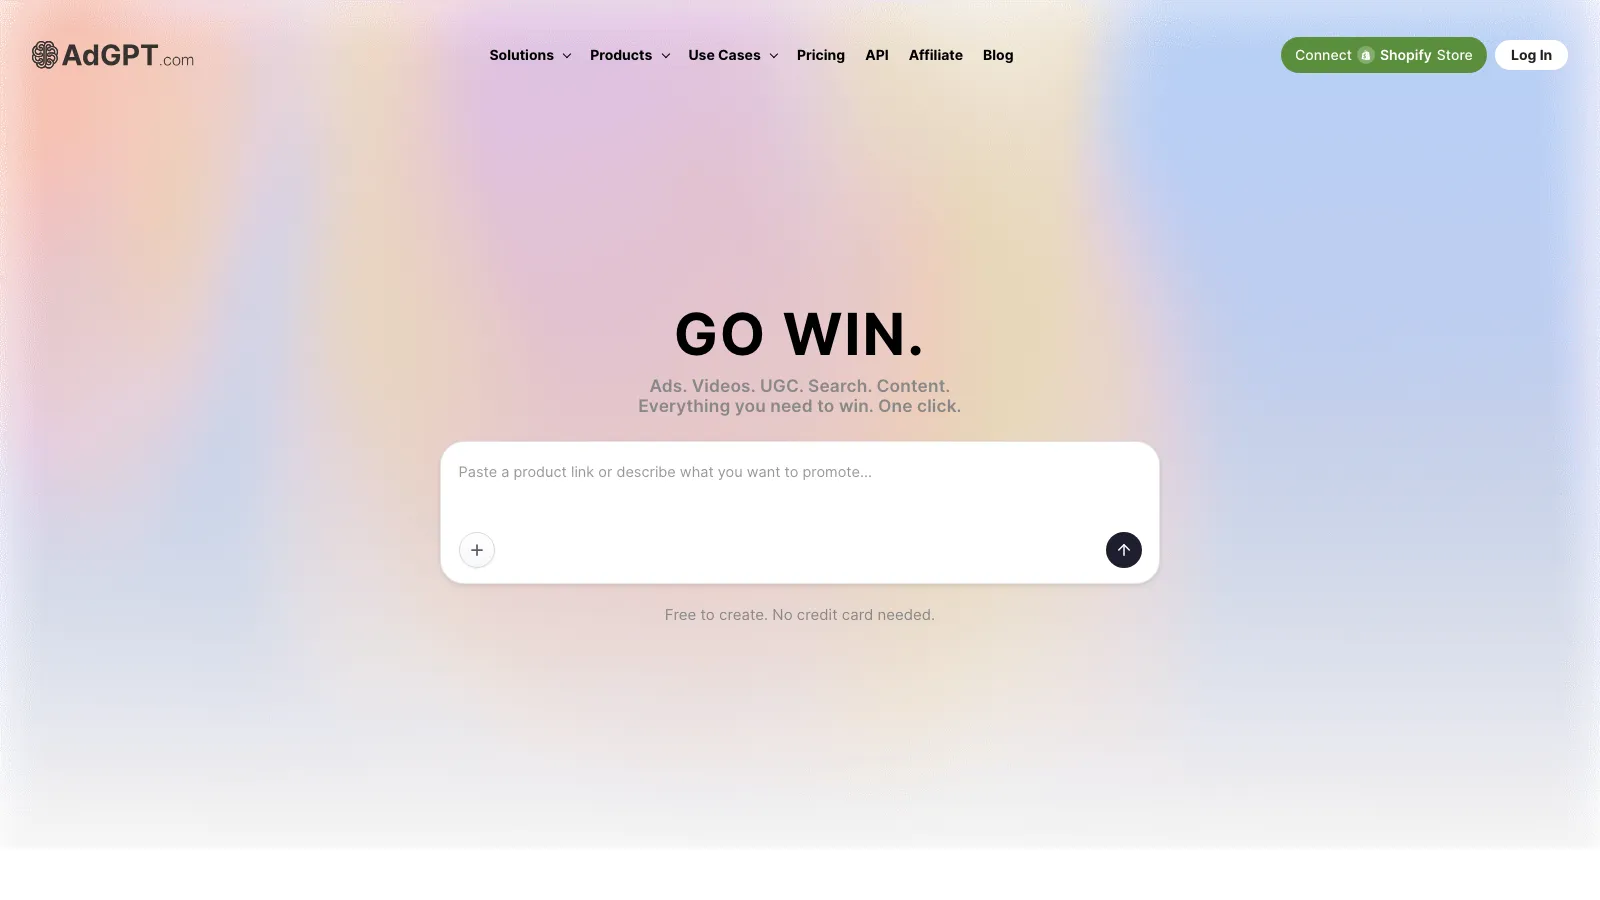 AdGPT.com
Solutions
Products
Use Cases
Pricing
API
Affiliate
Blog
Connect Shopify Store
Log In
GO WIN.
Ads. Videos. UGC. Search. Content.
Everything you need to win. One click.
Paste a product link or describe what you want to promote...
Free to create. No credit card needed.